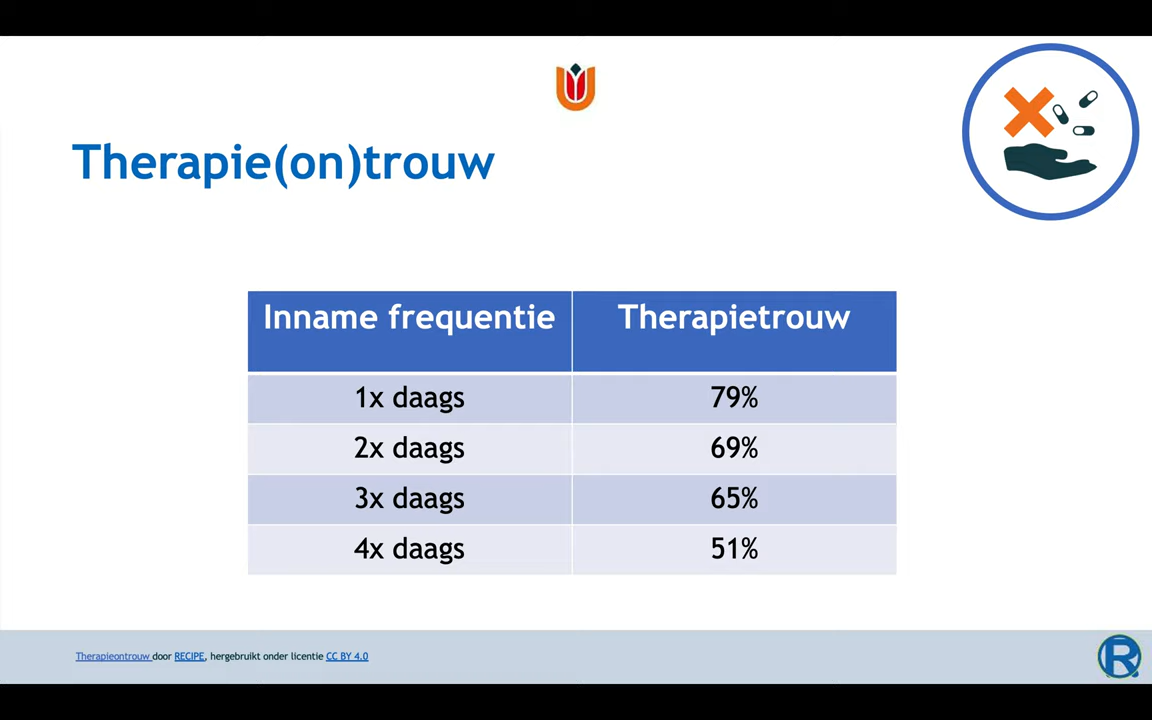 Therapie(on)trouw
Inname frequentie Therapietrouw
1x daags 79%
2x daags 69%
3x daags 65%
4x daags 51%
Therapieontrouw door RECIPE, hergebruikt onder licentie CC BY 4.0
R